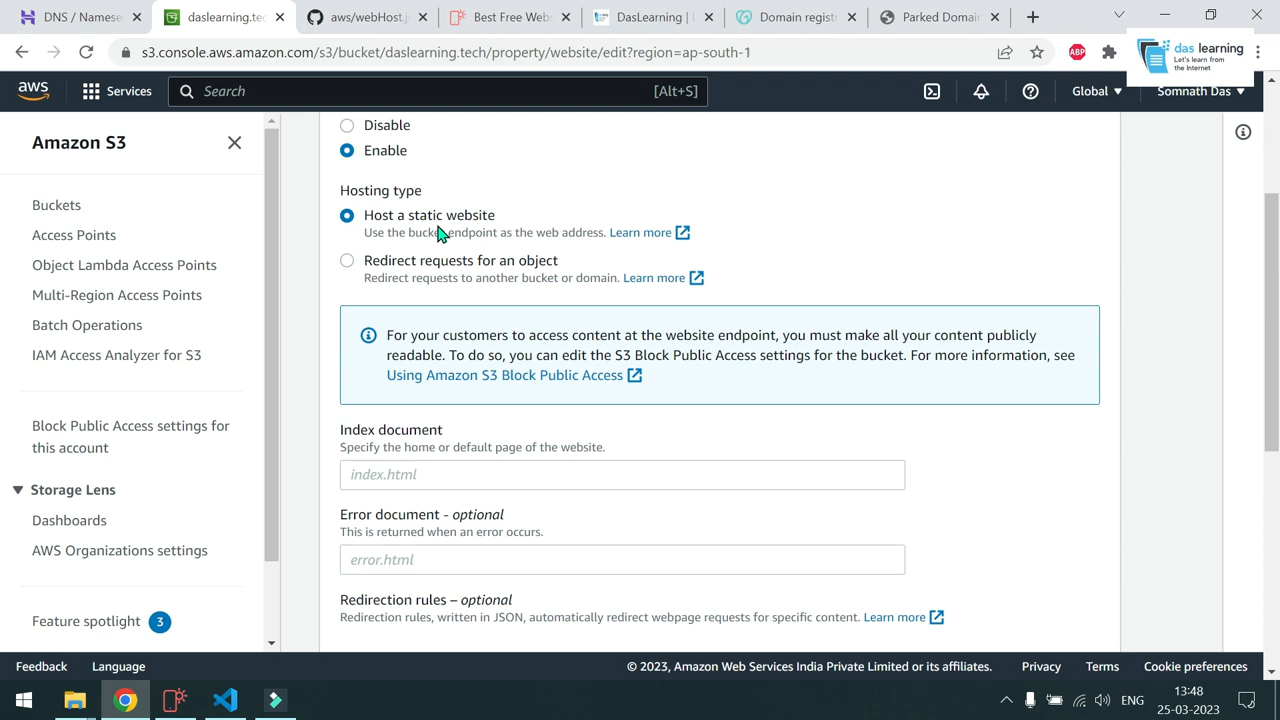 DNS / Namese
daslearning.tec
aws/webHost.j
Best Free Web
DasLearning |
Domain regist
Parked Domain
s3.console.aws.amazon.com/s3/bucket/daslearning.tech/property/website/edit?region=ap-south-1
ABP
das learning
Let's learn from
the Internet
aws
Services
Search
[Alt+S]
Global
Somnath Das
Amazon S3
Buckets
Access Points
Object Lambda Access Points
Multi-Region Access Points
Batch Operations
IAM Access Analyzer for S3
Block Public Access settings for
this account
Storage Lens
Dashboards
AWS Organizations settings
Feature spotlight 3
Disable
Enable
Hosting type
Host a static website
Use the bucket endpoint as the web address. Learn more
Redirect requests for an object
Redirect requests to another bucket or domain. Learn more
For your customers to access content at the website endpoint, you must make all your content publicly
readable. To do so, you can edit the S3 Block Public Access settings for the bucket. For more information, see
Using Amazon S3 Block Public Access
Index document
Specify the home or default page of the website.
index.html
Error document - optional
This is returned when an error occurs.
error.html
Redirection rules – optional
Redirection rules, written in JSON, automatically redirect webpage requests for specific content. Learn more
Feedback
Language
© 2023, Amazon Web Services India Private Limited or its affiliates.
Privacy
Terms
Cookie preferences
ENG
13:48
25-03-2023